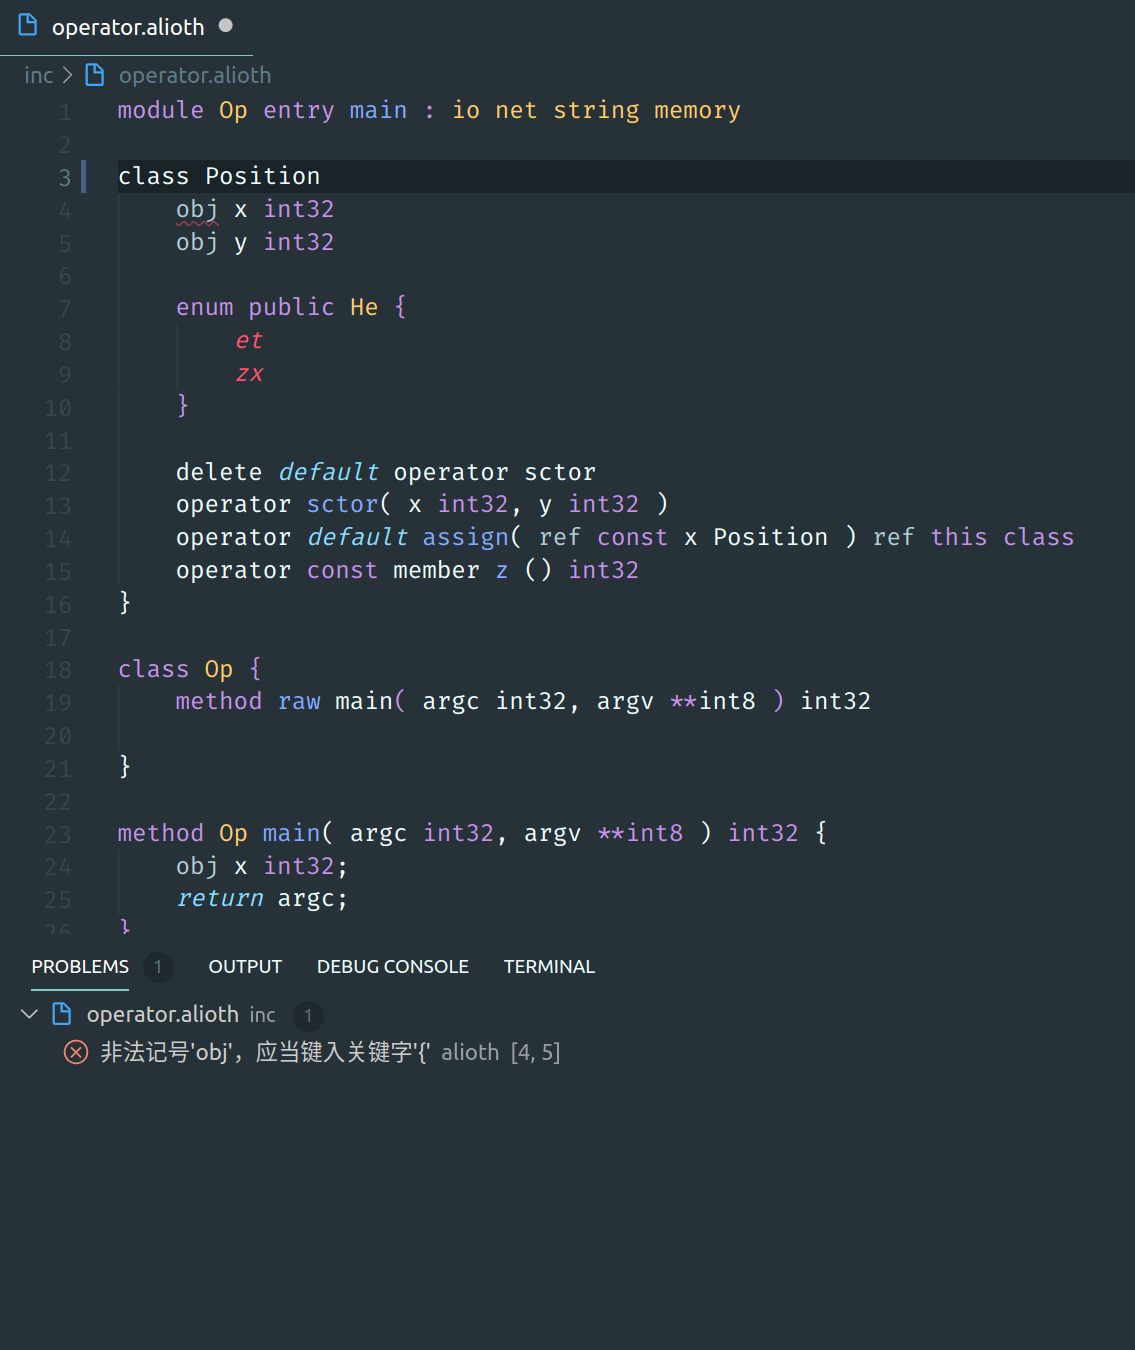 operator.alioth
inc > operator.alioth
1 module Op entry main : io net string memory
2
3 class Position
4 obj x int32
5 obj y int32
6
7 enum public He {
8 et
9 zx
10 }
11
12 delete default operator sctor
13 operator sctor( x int32, y int32 )
14 operator default assign( ref const x Position ) ref this class
15 operator const member z () int32
16 }
17
18 class Op {
19 method raw main( argc int32, argv **int8 ) int32
20
21 }
22
23 method Op main( argc int32, argv **int8 ) int32 {
24 obj x int32;
25 return argc;
26 }
PROBLEMS 1 OUTPUT DEBUG CONSOLE TERMINAL
operator.alioth inc 1
非法记号'obj'，应当键入关键字'{' alioth [4, 5]